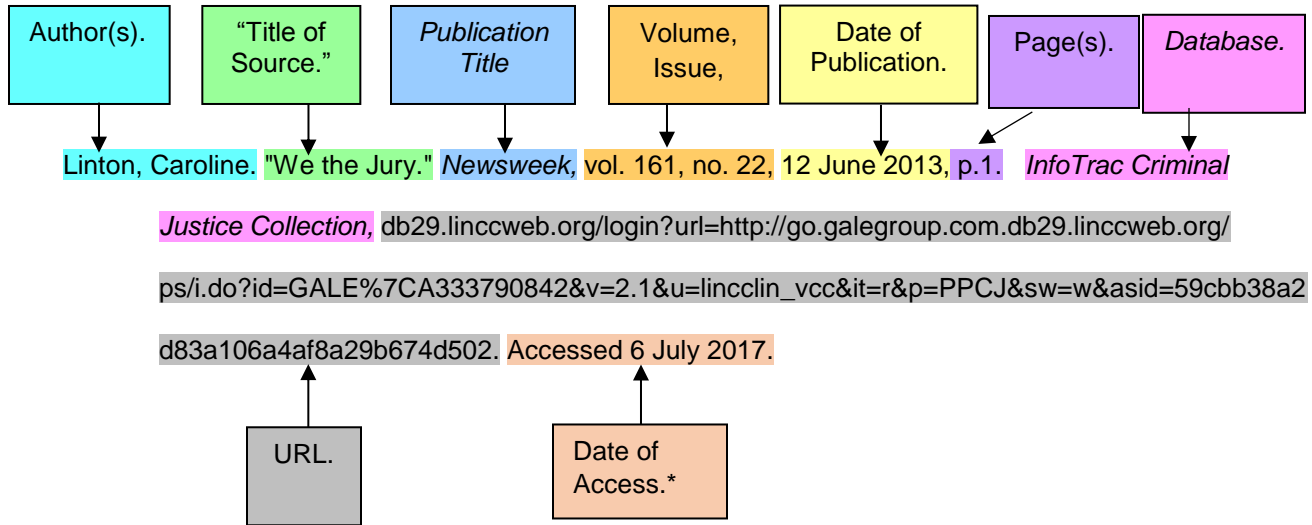 Author(s).
“Title of
Source.”
Publication
Title
Volume,
Issue,
Date of
Publication.
Page(s).
Database.
Linton, Caroline. "We the Jury." Newsweek, vol. 161, no. 22, 12 June 2013, p.1. InfoTrac Criminal
Justice Collection, db29.linccweb.org/login?url=http://go.galegroup.com.db29.linccweb.org/
ps/i.do?id=GALE%7CA333790842&v=2.1&u=lincclin_vcc&it=r&p=PPCJ&sw=w&asid=59cbb38a2
d83a106a4af8a29b674d502. Accessed 6 July 2017.
URL.
Date of
Access.*